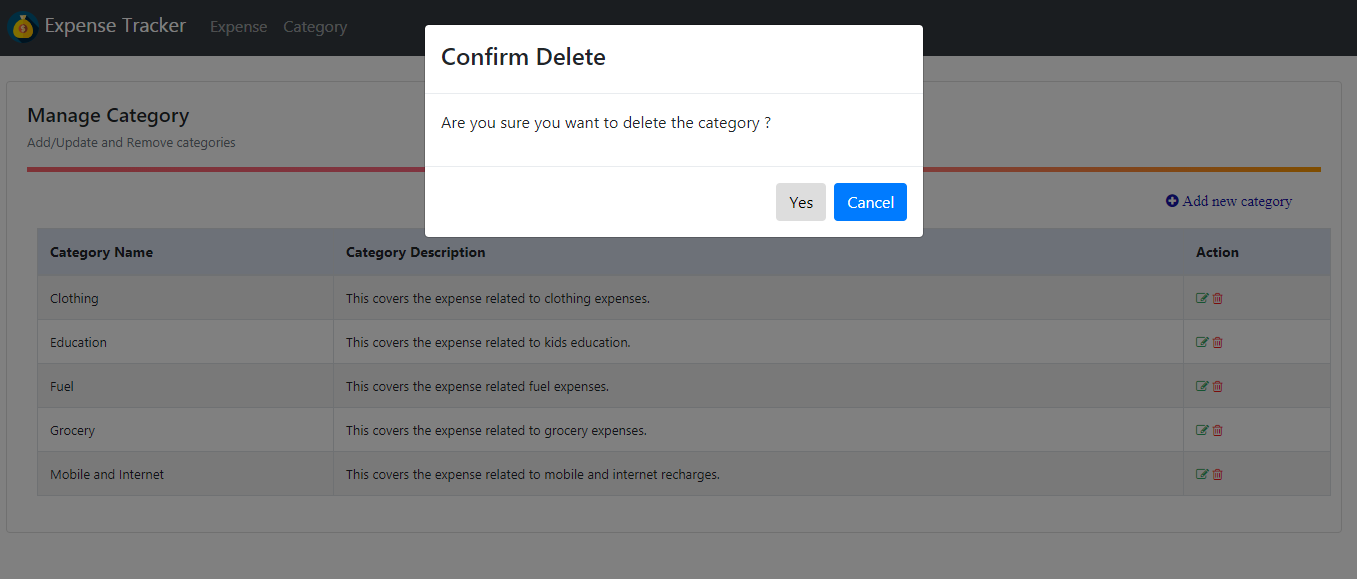 Expense Tracker Expense Category
Confirm Delete
Are you sure you want to delete the category ?
Yes Cancel
Manage Category
Add/Update and Remove categories
Add new category
Category Name Category Description Action
Clothing This covers the expense related to clothing expenses.
Education This covers the expense related to kids education.
Fuel This covers the expense related fuel expenses.
Grocery This covers the expense related to grocery expenses.
Mobile and Internet This covers the expense related to mobile and internet recharges.